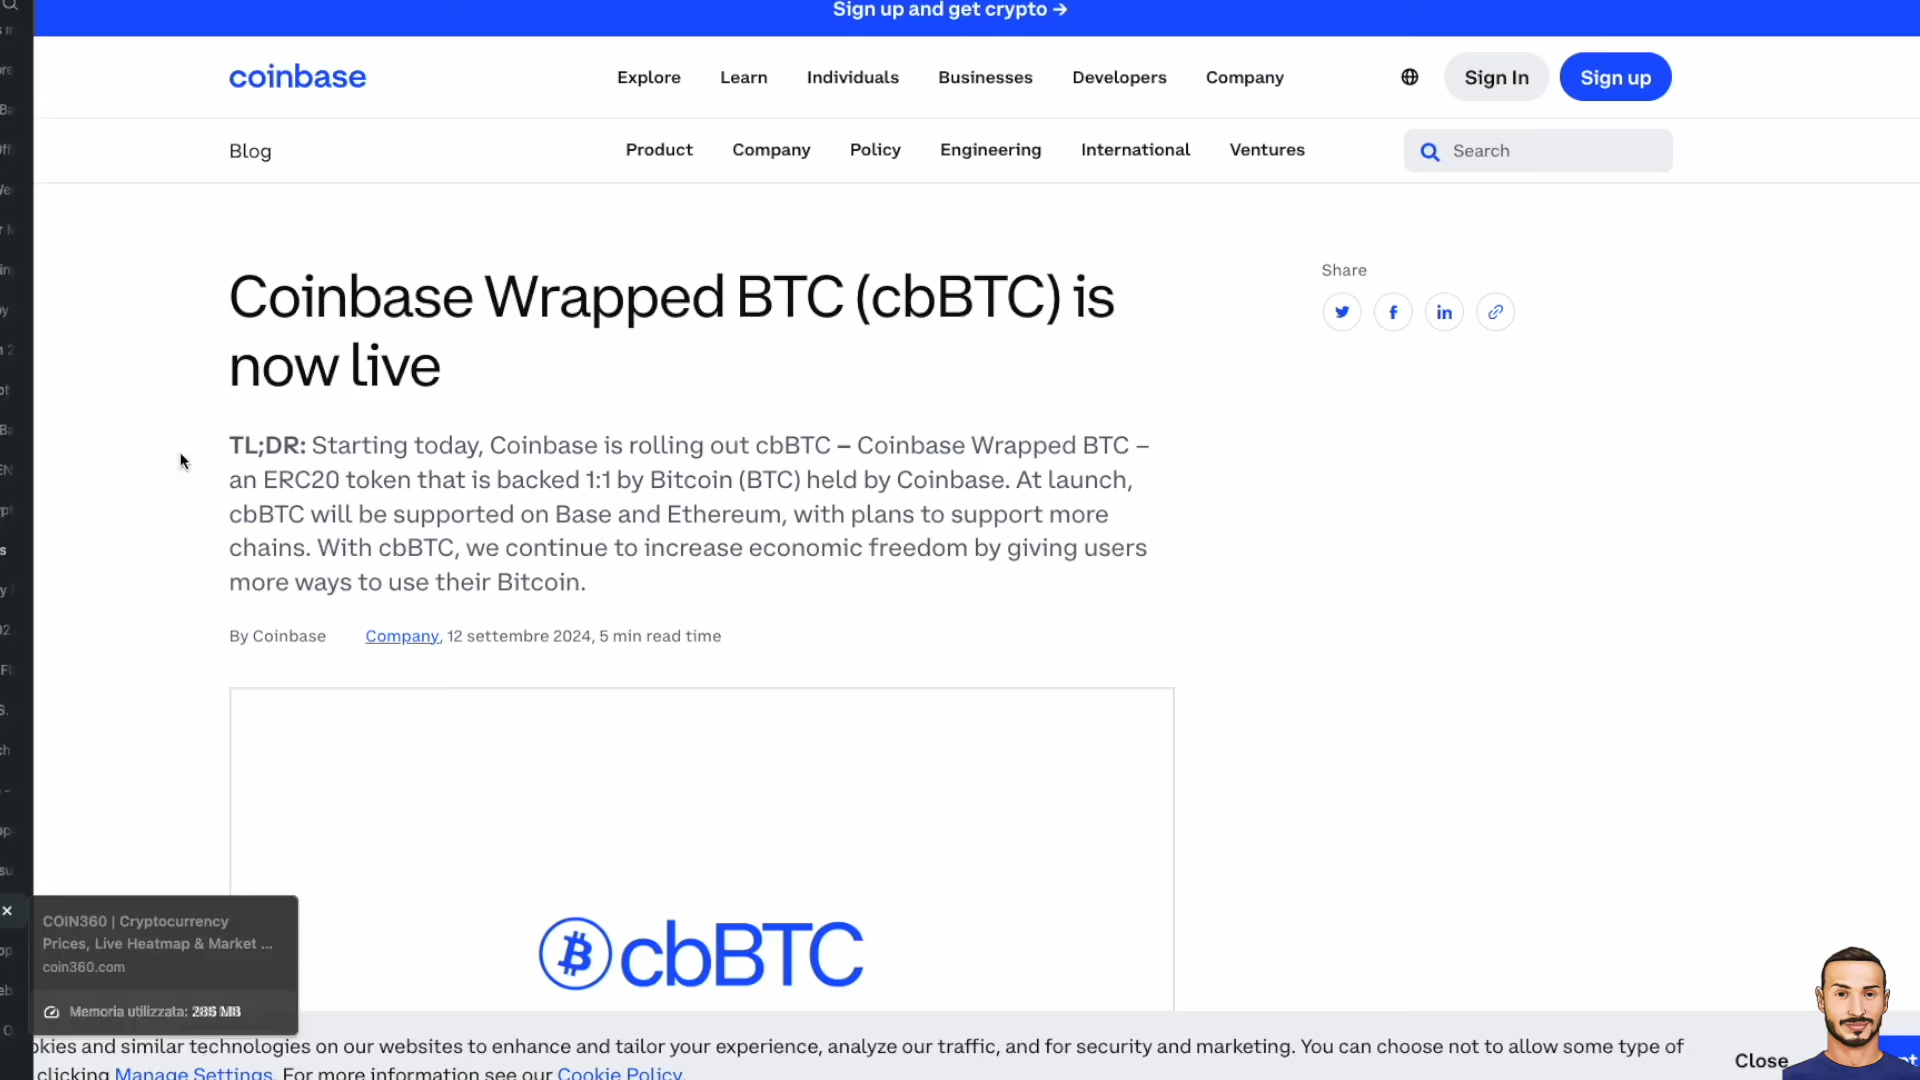 Sign up and get crypto →
coinbase
Explore
Learn
Individuals
Businesses
Developers
Company
Sign In
Sign up
Blog
Product
Company
Policy
Engineering
International
Ventures
Search
Coinbase Wrapped BTC (cbBTC) is
now live
Share
TL;DR: Starting today, Coinbase is rolling out cbBTC – Coinbase Wrapped BTC –
an ERC20 token that is backed 1:1 by Bitcoin (BTC) held by Coinbase. At launch,
cbBTC will be supported on Base and Ethereum, with plans to support more
chains. With cbBTC, we continue to increase economic freedom by giving users
more ways to use their Bitcoin.
By Coinbase
Company, 12 settembre 2024, 5 min read time
cbBTC
COIN360 | Cryptocurrency
Prices, Live Heatmap & Market ...
coin360.com
Memoria utilizzata: MB
and similar technologies on our websites to enhance and tailor your experience, analyze our traffic, and for security and marketing. You can choose not to allow some type of
clicking Manage Settings. For more information see our Cookie Policy.
Close